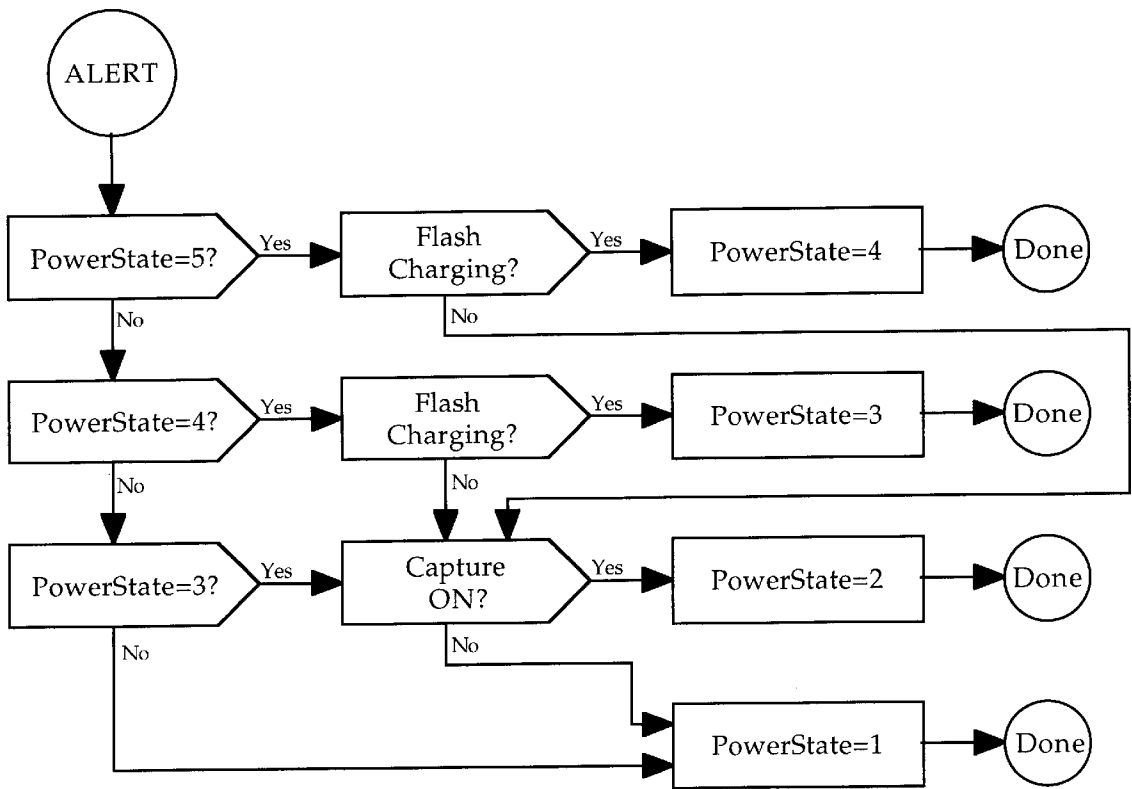 ALERT
PowerState=5?
Yes
Flash
Charging?
Yes
PowerState=4
Done
No
No
PowerState=4?
Yes
Flash
Charging?
Yes
PowerState=3
Done
No
No
PowerState=3?
Yes
Capture
ON?
Yes
PowerState=2
Done
No
No
PowerState=1
Done